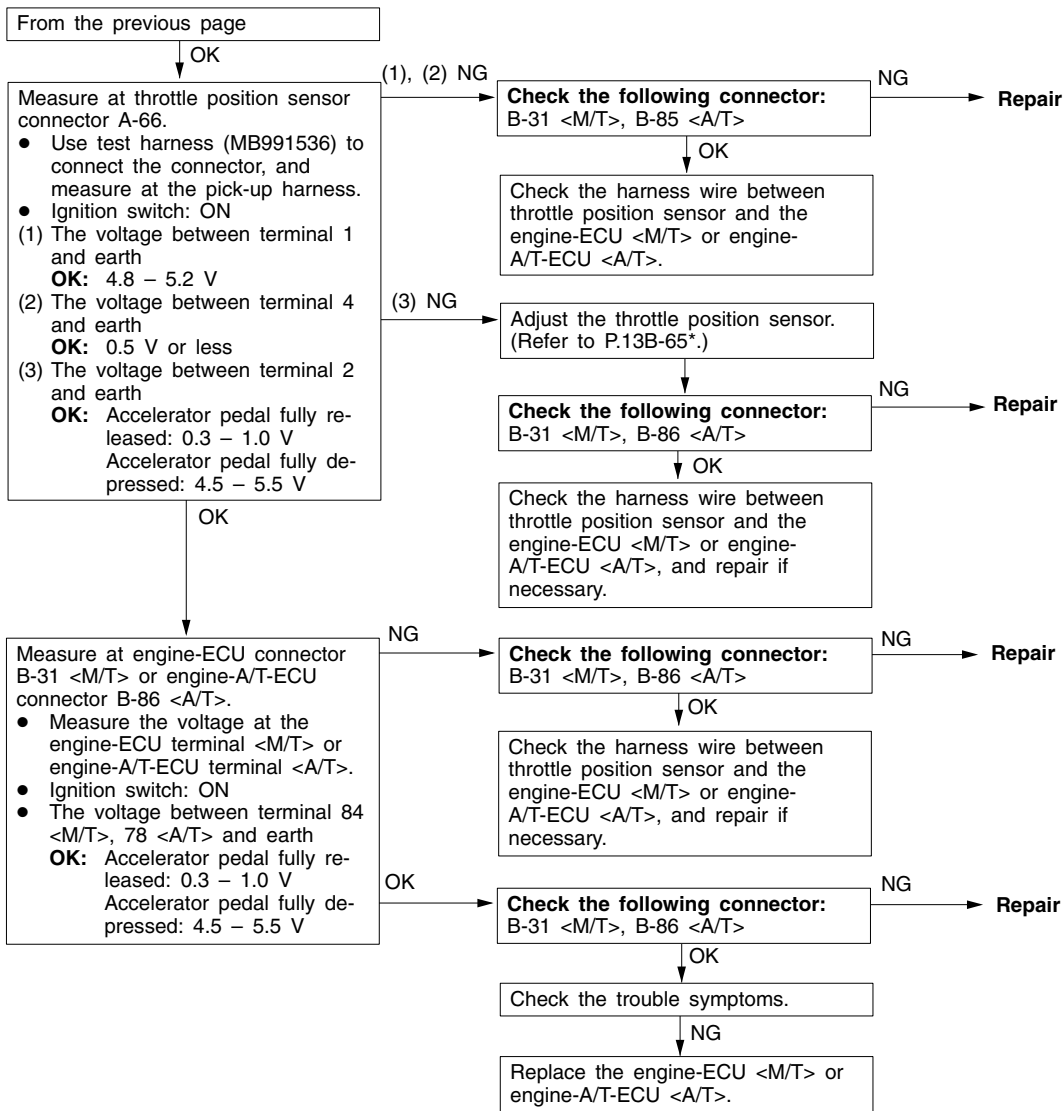 From the previous page
OK
Measure at throttle position sensor
connector A-66.
● Use test harness (MB991536) to
connect the connector, and
measure at the pick-up harness.
● Ignition switch: ON
(1) The voltage between terminal 1
and earth
OK: 4.8 – 5.2 V
(2) The voltage between terminal 4
and earth
OK: 0.5 V or less
(3) The voltage between terminal 2
and earth
OK: Accelerator pedal fully re-
leased: 0.3 – 1.0 V
Accelerator pedal fully de-
pressed: 4.5 – 5.5 V
(1), (2) NG
Check the following connector:
B-31 <M/T>, B-85 <A/T>
NG
Repair
OK
Check the harness wire between
throttle position sensor and the
engine-ECU <M/T> or engine-
A/T-ECU <A/T>.
(3) NG
Adjust the throttle position sensor.
(Refer to P.13B-65*.)
Check the following connector:
B-31 <M/T>, B-86 <A/T>
NG
Repair
OK
Check the harness wire between
throttle position sensor and the
engine-ECU <M/T> or engine-
A/T-ECU <A/T>, and repair if
necessary.
OK
Measure at engine-ECU connector
B-31 <M/T> or engine-A/T-ECU
connector B-86 <A/T>.
● Measure the voltage at the
engine-ECU terminal <M/T> or
engine-A/T-ECU terminal <A/T>.
● Ignition switch: ON
● The voltage between terminal 84
<M/T>, 78 <A/T> and earth
OK: Accelerator pedal fully re-
leased: 0.3 – 1.0 V
Accelerator pedal fully de-
pressed: 4.5 – 5.5 V
NG
Check the following connector:
B-31 <M/T>, B-86 <A/T>
NG
Repair
OK
Check the harness wire between
throttle position sensor and the
engine-ECU <M/T> or engine-
A/T-ECU <A/T>, and repair if
necessary.
OK
Check the following connector:
B-31 <M/T>, B-86 <A/T>
NG
Repair
OK
Check the trouble symptoms.
NG
Replace the engine-ECU <M/T> or
engine-A/T-ECU <A/T>.